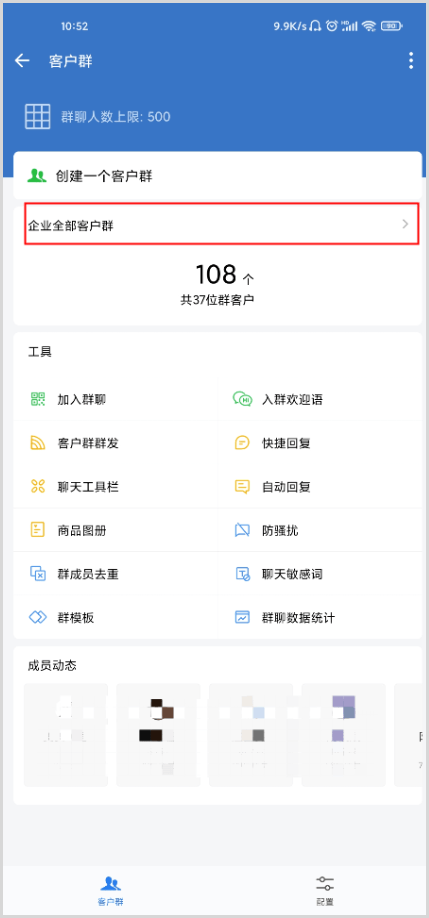 10:52
9.9K/s HD 90
客户群
群聊人数上限: 500
创建一个客户群
企业全部客户群
108 个
共37位群客户
工具
加入群聊
入群欢迎语
客户群群发
快捷回复
聊天工具栏
自动回复
商品图册
防骚扰
群成员去重
聊天敏感词
群模板
群聊数据统计
成员动态
客户群
配置